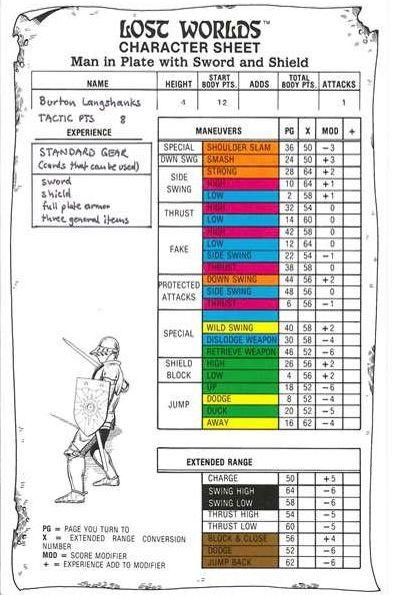 LOST WORLDS™
CHARACTER SHEET
Man in Plate with Sword and Shield
NAME HEIGHT START BODY PTS. ADDS TOTAL BODY PTS. ATTACKS
Burton Langshanks 4 12 1
TACTIC PTS 8
EXPERIENCE
STANDARD GEAR
(cards that can be used)
sword
shield
full plate armor
three general items
MANEUVERS PG X MOD +
SPECIAL SHOULDER SLAM 36 50 -3
DWN SWG SMASH 24 50 +3
SIDE SWING STRONG 28 64 +2
HIGH 10 64 +1
LOW 2 58 +1
THRUST HIGH 32 54 0
LOW 14 60 0
FAKE HIGH 42 58 0
LOW 12 64 0
SIDE SWING 22 54 -1
THRUST 38 58 0
PROTECTED ATTACKS DOWN SWING 44 56 +2
SIDE SWING 48 56 0
THRUST 6 56 -1
SPECIAL WILD SWING 40 58 +2
DISLODGE WEAPON 30 58 -4
RETRIEVE WEAPON 46 52 -6
SHIELD BLOCK HIGH 26 56 +2
LOW 4 56 +2
JUMP UP 18 52 -6
DODGE 8 52 -4
DUCK 20 52 -5
AWAY 16 62 -4
EXTENDED RANGE
CHARGE 50 +5
SWING HIGH 64 -6
SWING LOW 58 -6
THRUST HIGH 54 -5
THRUST LOW 60 -5
BLOCK & CLOSE 56 +4
DODGE 52 -6
JUMP BACK 62 -6
PG = PAGE YOU TURN TO
X = EXTENDED RANGE CONVERSION
NUMBER
MOD = SCORE MODIFIER
+ = EXPERIENCE ADD TO MODIFIER